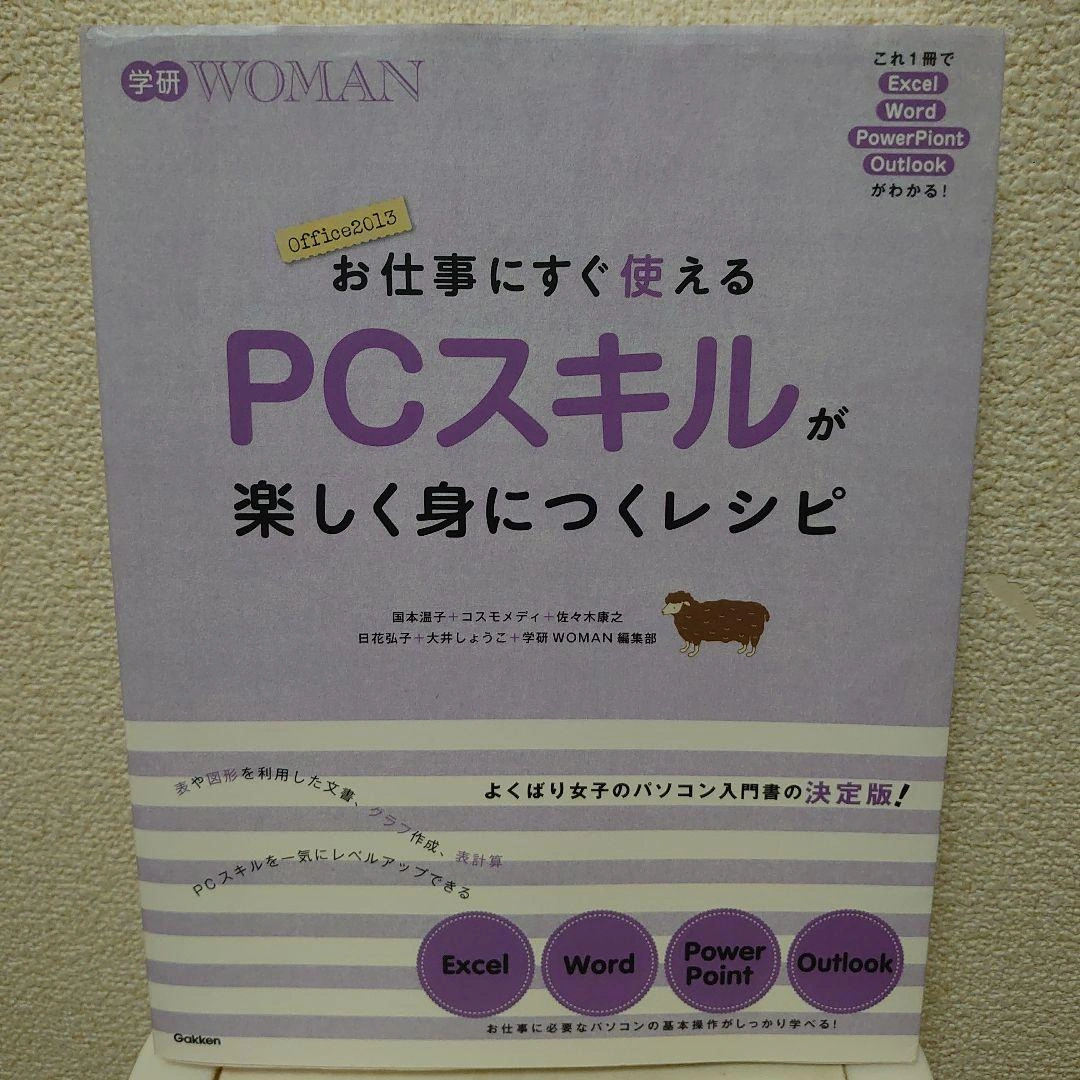 学研 WOMAN
これ1冊で
Excel
Word
PowerPiont
Outlook
がわかる!
Office2013
お仕事にすぐ使える
PCスキルが
楽しく身につくレシピ
国本温子+コスモメディ+佐々木康之
日花弘子+大井しょうこ+学研WOMAN編集部
よくばり女子のパソコン入門書の決定版!
表や図形を利用した文書、グラフ作成、表計算
PCスキルを一気にレベルアップできる
Excel
Word
Power
Point
Outlook
お仕事に必要なパソコンの基本操作がしっかり学べる!
Gakken